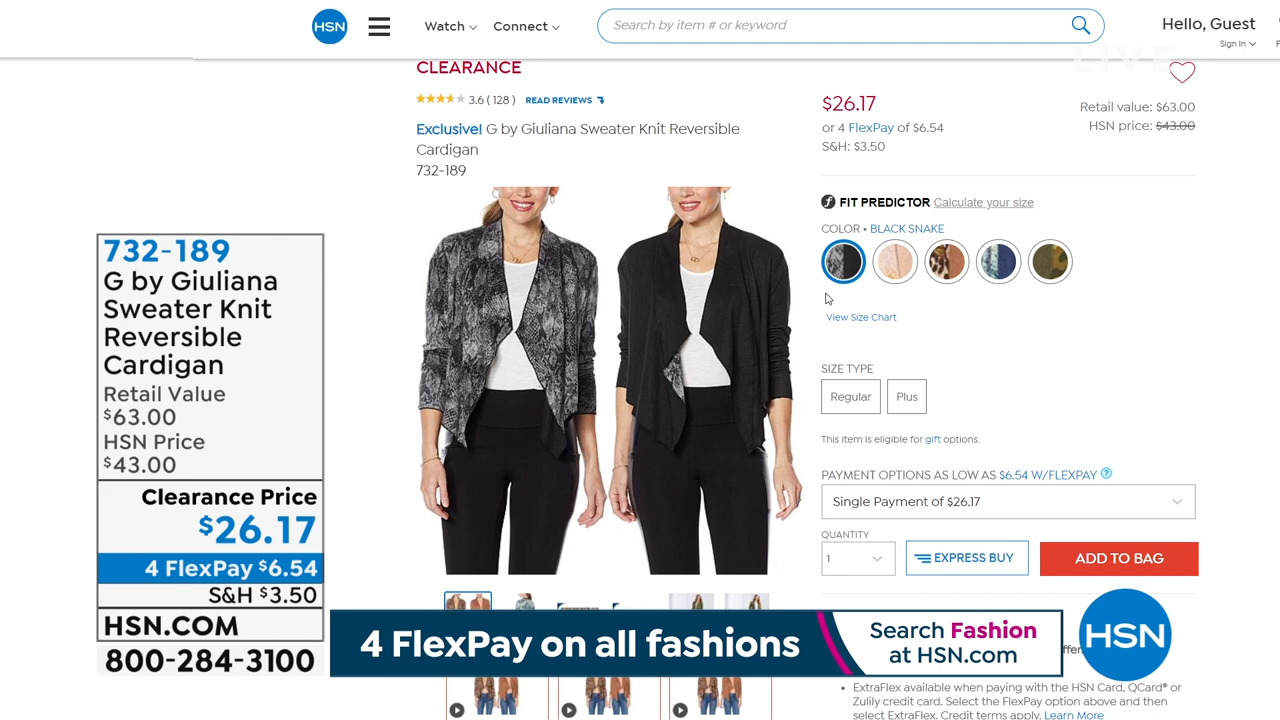 HSN
Watch
Connect
Search by item # or keyword
Hello, Guest
Sign In
LIVE
CLEARANCE
3.6 ( 128 ) READ REVIEWS
Exclusive! G by Giuliana Sweater Knit Reversible
Cardigan
732-189
$26.17
or 4 FlexPay of $6.54
S&H: $3.50
Retail value: $63.00
HSN price: $43.00
FIT PREDICTOR Calculate your size
COLOR • BLACK SNAKE
View Size Chart
SIZE TYPE
Regular
Plus
This item is eligible for gift options.
PAYMENT OPTIONS AS LOW AS $6.54 W/FLEXPAY ?
Single Payment of $26.17
QUANTITY
1
EXPRESS BUY
ADD TO BAG
732-189
G by Giuliana
Sweater Knit
Reversible
Cardigan
Retail Value
$63.00
HSN Price
$43.00
Clearance Price
$26.17
4 FlexPay $6.54
S&H $3.50
HSN.COM
800-284-3100
4 FlexPay on all fashions
Search Fashion
at HSN.com
HSN
• ExtraFlex available when paying with the HSN Card, QCard® or
Zulily credit card. Select the FlexPay option above and then
select ExtraFlex. Credit terms apply. Learn More